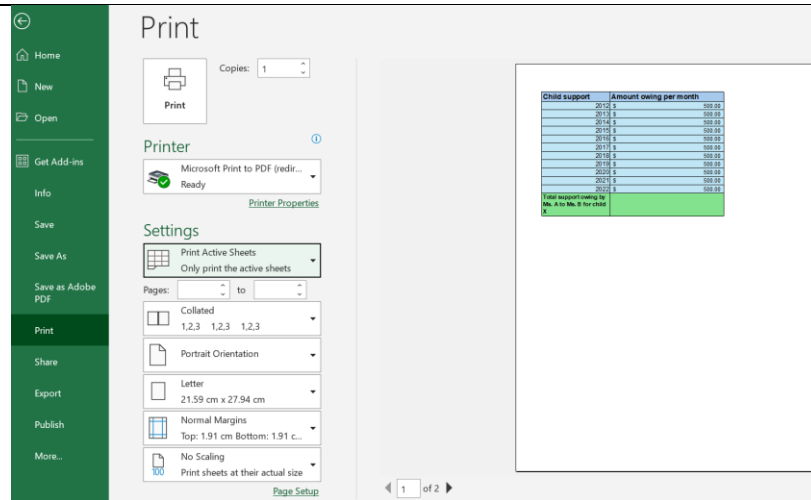 Print
Home
New
Open
Get Add-ins
Info
Save
Save As
Save as Adobe
PDF
Print
Share
Export
Publish
More...
Print
Copies: 1
Printer
Microsoft Print to PDF (redir...
Ready
Printer Properties
Settings
Print Active Sheets
Only print the active sheets
Pages: to
Collated
1,2,3 1,2,3 1,2,3
Portrait Orientation
Letter
21.59 cm x 27.94 cm
Normal Margins
Top: 1.91 cm Bottom: 1.91 c...
No Scaling
100 Print sheets at their actual size
Page Setup
Child support Amount owing per month
2012 $ 500.00
2013 $ 500.00
2014 $ 500.00
2015 $ 500.00
2016 $ 500.00
2017 $ 500.00
2018 $ 500.00
2019 $ 500.00
2020 $ 500.00
2021 $ 500.00
2022 $ 500.00
Total support owing by
Ms. A to Ms. B for child
X
1 of 2